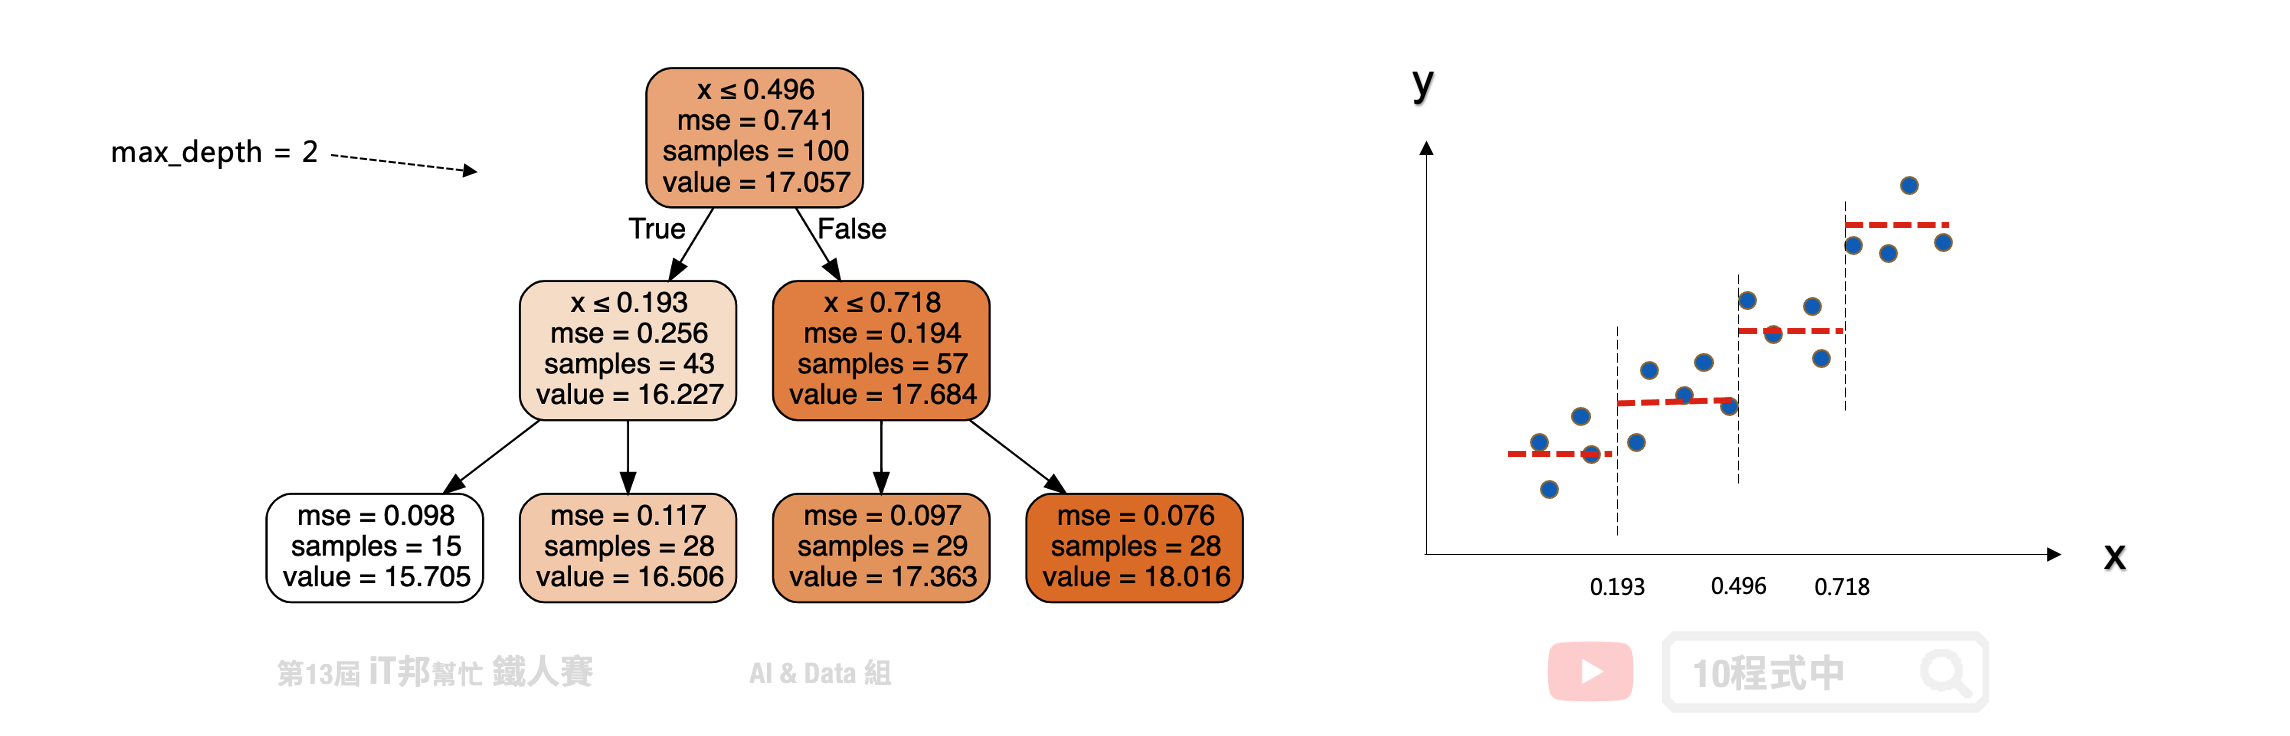 max_depth = 2
x ≤ 0.496
mse = 0.741
samples = 100
value = 17.057
True
False
x ≤ 0.193
mse = 0.256
samples = 43
value = 16.227
x ≤ 0.718
mse = 0.194
samples = 57
value = 17.684
mse = 0.098
samples = 15
value = 15.705
mse = 0.117
samples = 28
value = 16.506
mse = 0.097
samples = 29
value = 17.363
mse = 0.076
samples = 28
value = 18.016
y
x
0.193
0.496
0.718
第13屆 iT邦幫忙 鐵人賽
AI & Data 組
10程式中